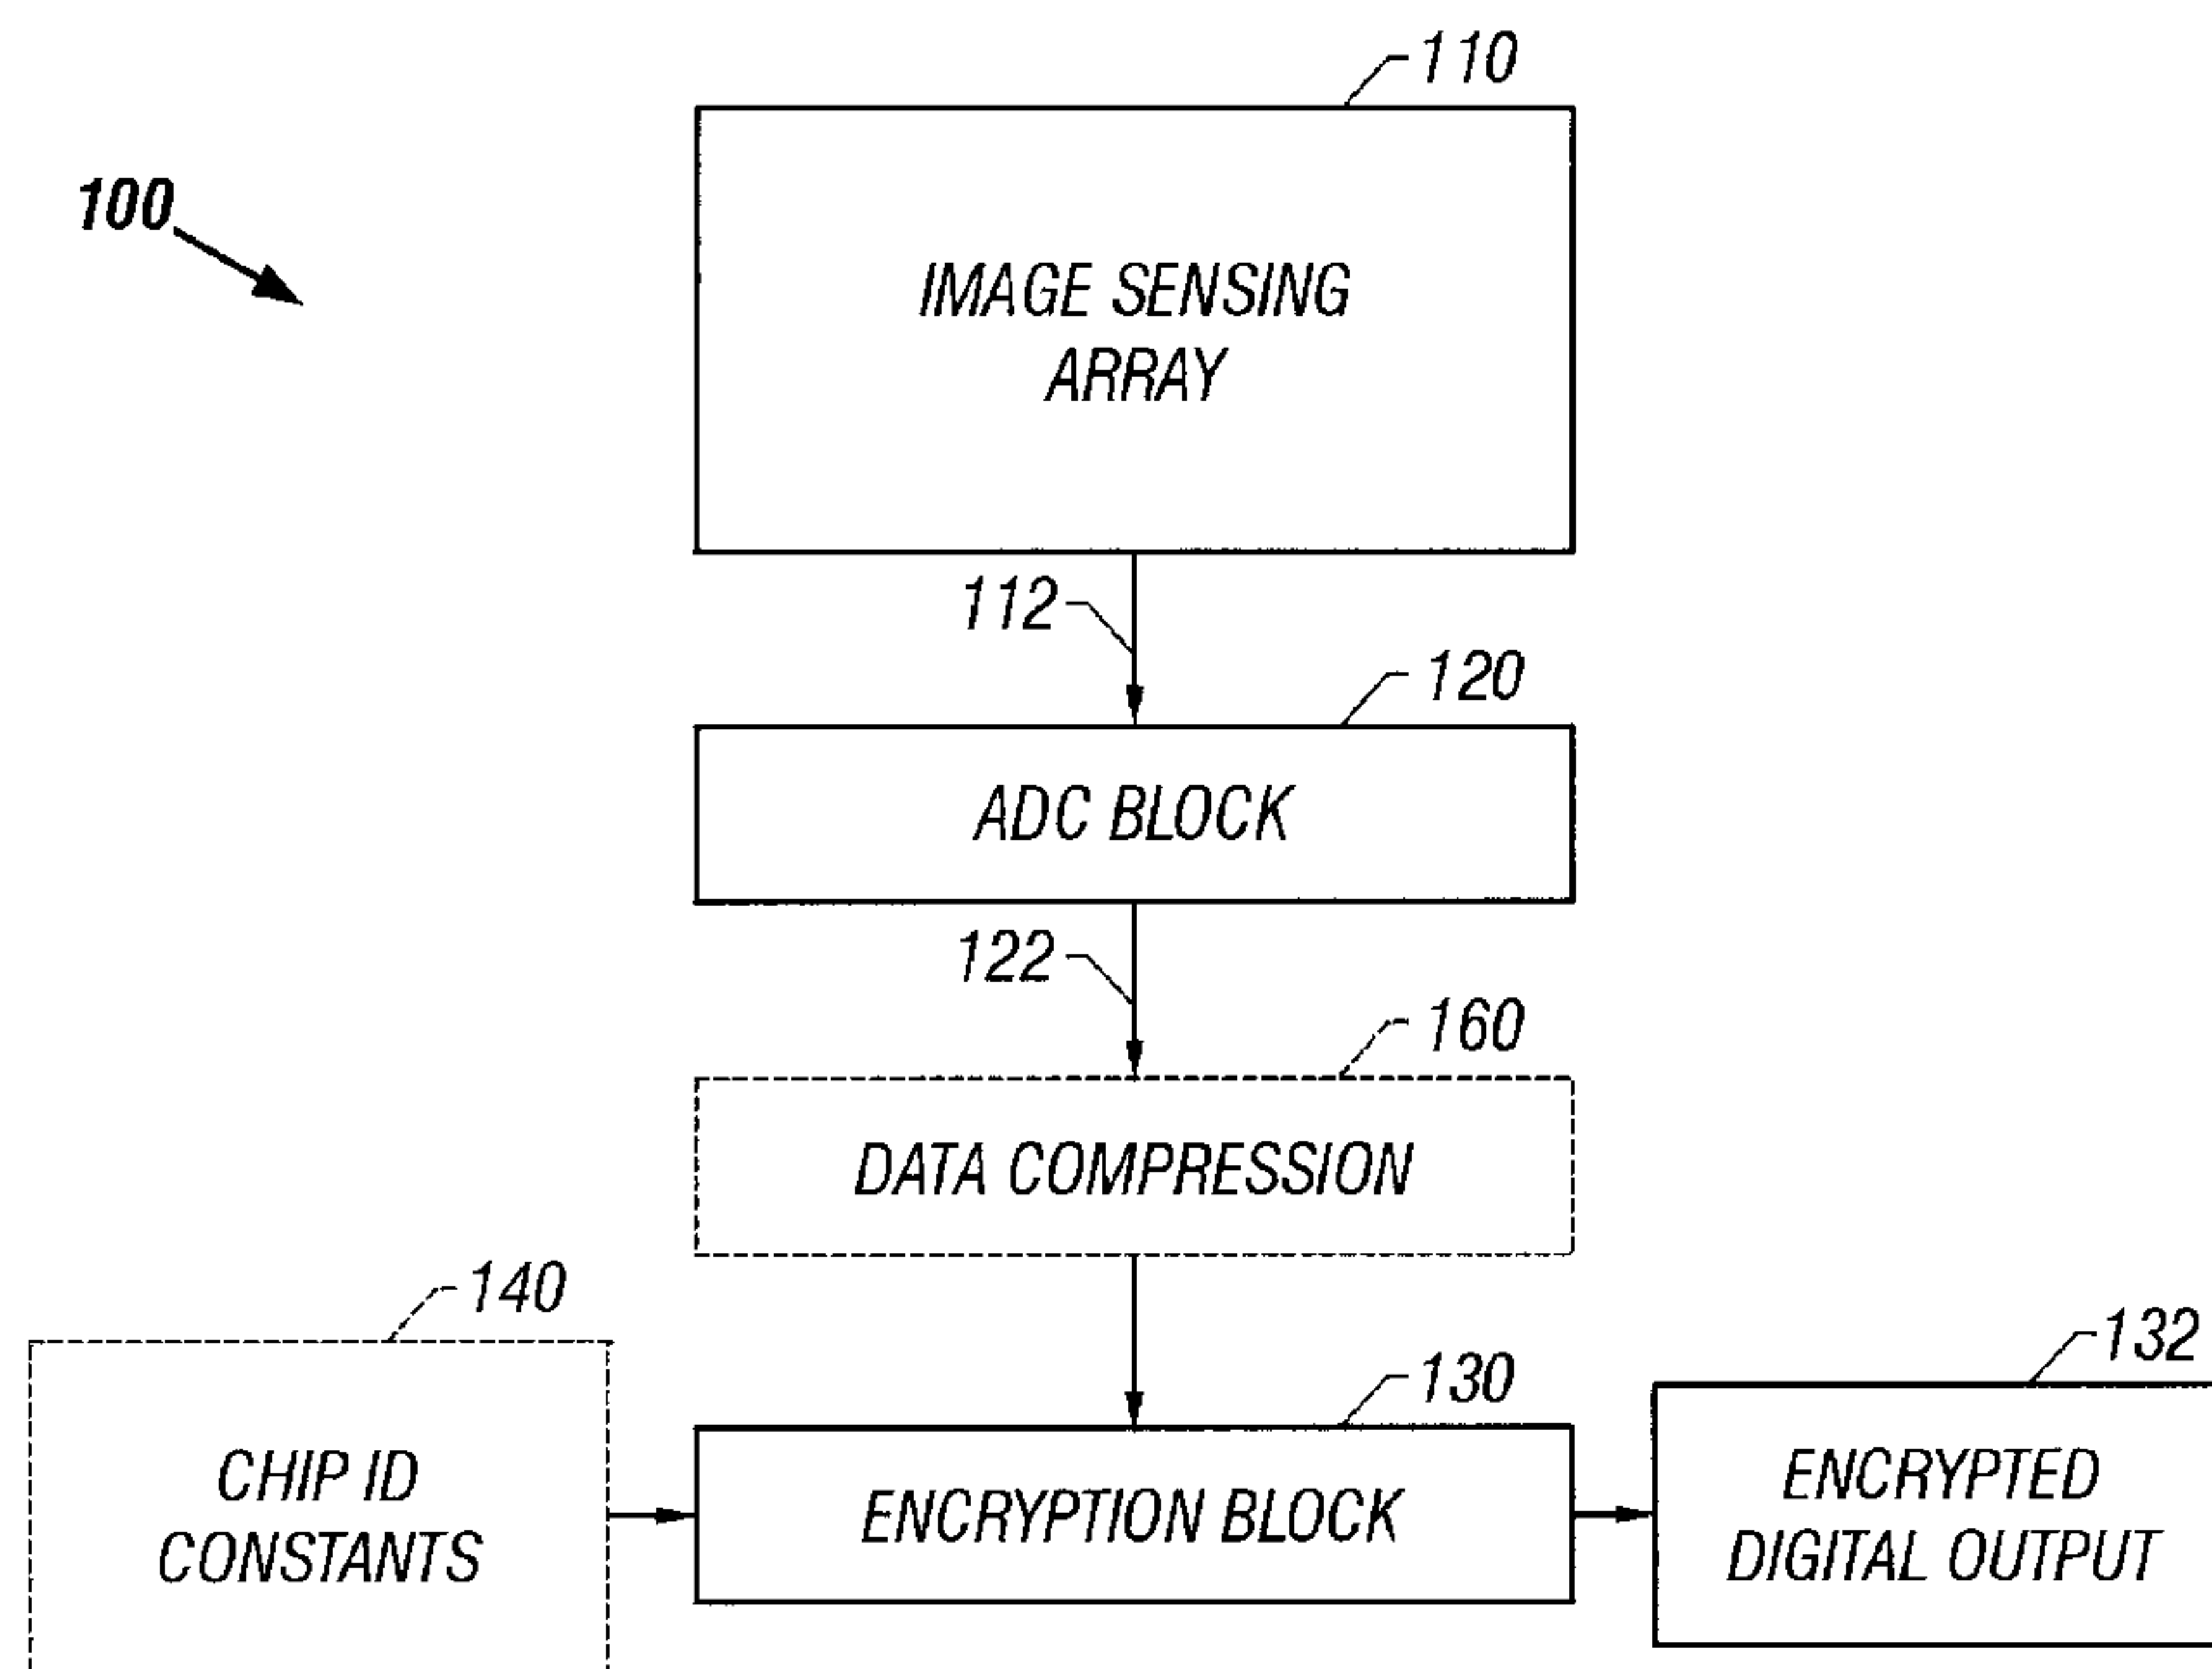 110
100
IMAGE SENSING
ARRAY
112
120
ADC BLOCK
122
160
DATA COMPRESSION
140
132
130
CHIP ID
CONSTANTS
ENCRYPTION BLOCK
ENCRYPTED
DIGITAL OUTPUT